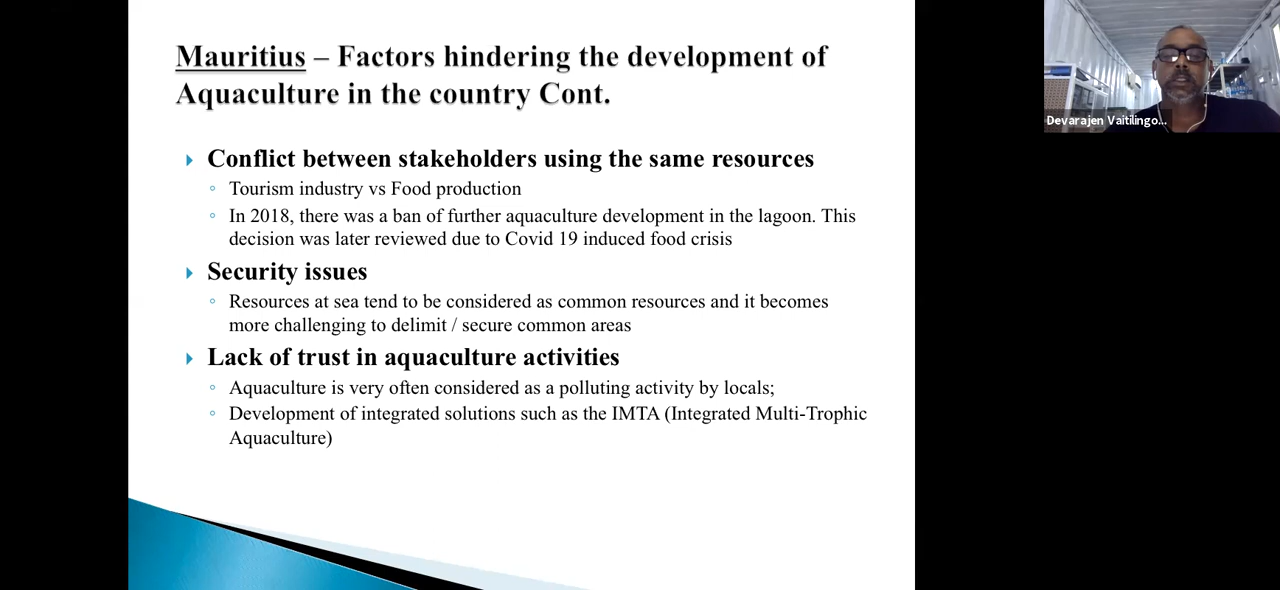 Mauritius – Factors hindering the development of
Aquaculture in the country Cont.
Conflict between stakeholders using the same resources
Tourism industry vs Food production
In 2018, there was a ban of further aquaculture development in the lagoon. This
decision was later reviewed due to Covid 19 induced food crisis
Security issues
Resources at sea tend to be considered as common resources and it becomes
more challenging to delimit / secure common areas
Lack of trust in aquaculture activities
Aquaculture is very often considered as a polluting activity by locals;
Development of integrated solutions such as the IMTA (Integrated Multi-Trophic
Aquaculture)
Devarajen Vaitilingo...